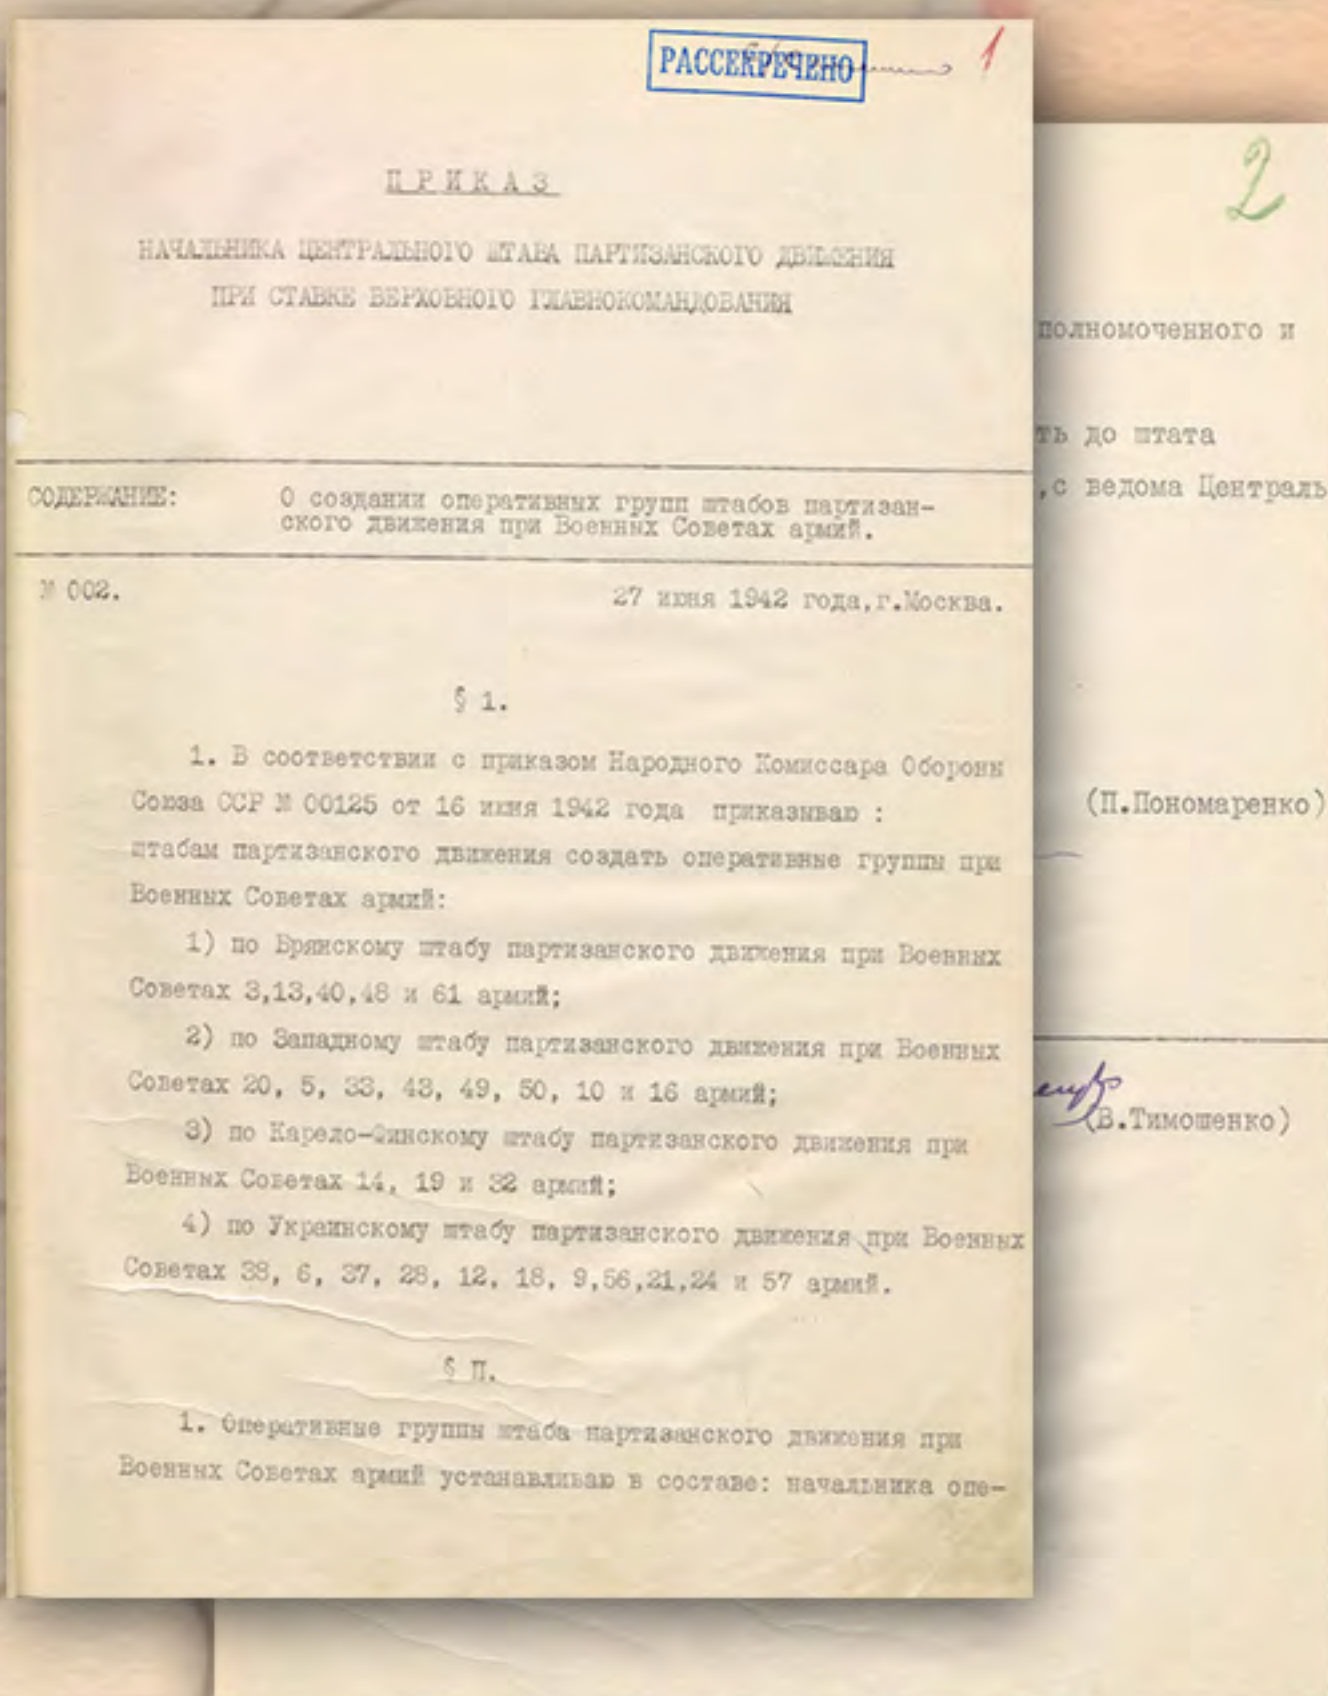 РАССЕКРЕЧЕНО
1
ПРИКАЗ
НАЧАЛЬНИКА ЦЕНТРАЛЬНОГО ШТАБА ПАРТИЗАНСКОГО ДВИЖЕНИЯ
ПРИ СТАВКЕ ВЕРХОВНОГО ГЛАВНОКОМАНДОВАНИЯ
СОДЕРЖАНИЕ: О создании оперативных групп штабов партизан-
ского движения при Военных Советах армий.
№ 002. 27 июня 1942 года,г.Москва.
§ 1.
1. В соответствии с приказом Народного Комиссара Обороны
Союза ССР № 00125 от 16 июня 1942 года приказываю :
штабам партизанского движения создать оперативные группы при
Военных Советах армий:
1) по Брянскому штабу партизанского движения при Военных
Советах 3,13,40,48 и 61 армий;
2) по Западному штабу партизанского движения при Военных
Советах 20, 5, 33, 43, 49, 50, 10 и 16 армий;
3) по Карело-Финскому штабу партизанского движения при
Военных Советах 14, 19 и 32 армий;
4) по Украинскому штабу партизанского движения при Военных
Советах 38, 6, 37, 28, 12, 18, 9,56,21,24 и 57 армий.
§ П.
1. Оперативные группы штаба партизанского движения при
Военных Советах армий устанавливаю в составе: начальника опе-
2
полномоченного и
ть до штата
,с ведома Централь
(П.Пономаренко)
(В.Тимошенко)